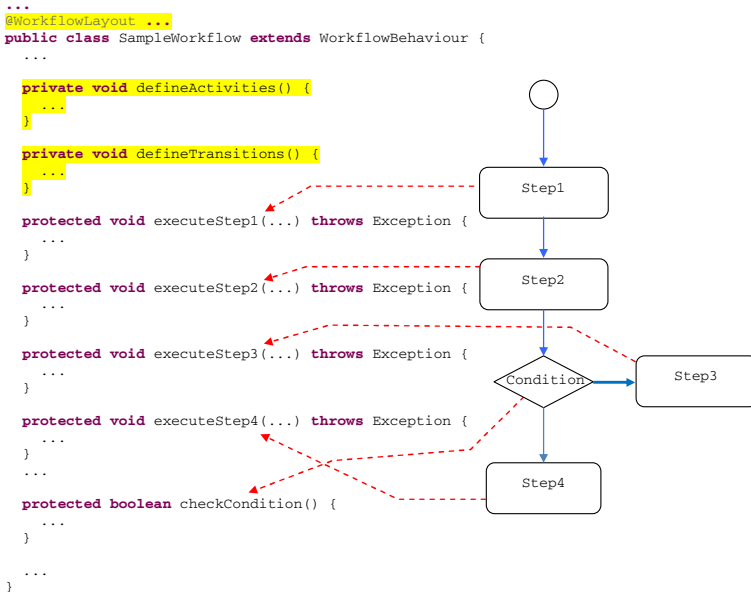 ...
@WorkflowLayout ...
public class SampleWorkflow extends WorkflowBehaviour {
...
private void defineActivities() {
...
}
private void defineTransitions() {
...
}
protected void executeStep1(...) throws Exception {
...
}
protected void executeStep2(...) throws Exception {
...
}
protected void executeStep3(...) throws Exception {
...
}
protected void executeStep4(...) throws Exception {
...
}
...
protected boolean checkCondition() {
...
}
...
}
Step1
Step2
Condition
Step3
Step4